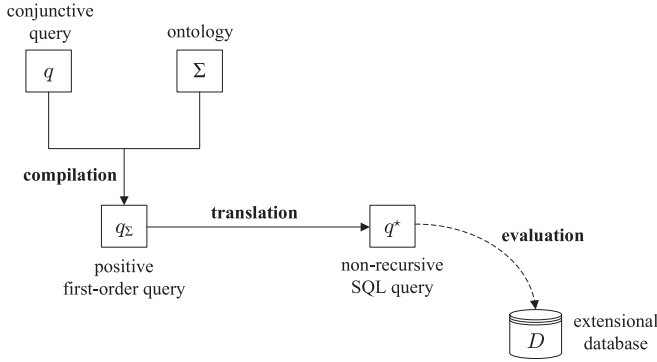 conjunctive
query
ontology
q
Σ
compilation
q_Σ
translation
q⋆
evaluation
positive
first-order query
non-recursive
SQL query
D
extensional
database